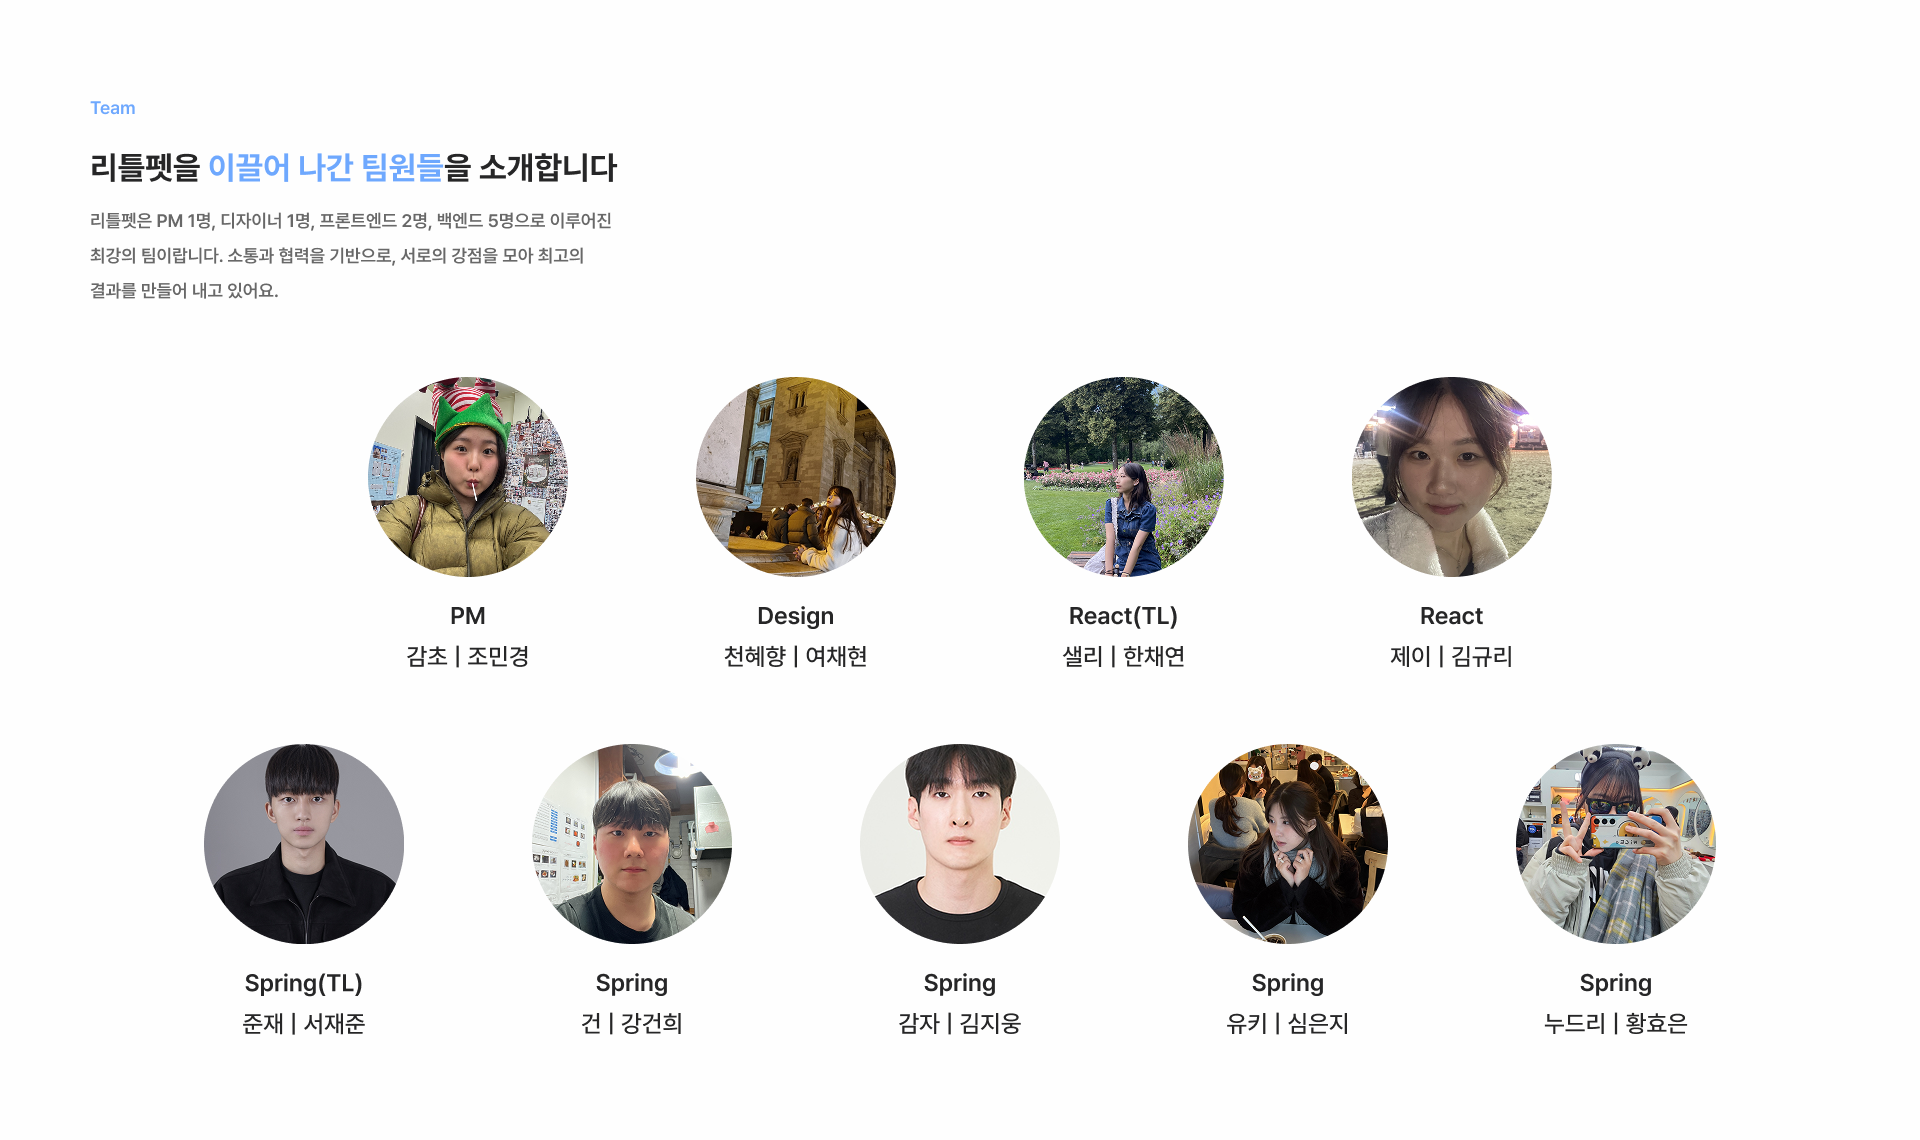 Team
리틀펫을 이끌어 나간 팀원들을 소개합니다
리틀펫은 PM 1명, 디자이너 1명, 프론트엔드 2명, 백엔드 5명으로 이루어진
최강의 팀이랍니다. 소통과 협력을 기반으로, 서로의 강점을 모아 최고의
결과를 만들어 내고 있어요.
PM
감초 | 조민경
Design
천혜향 | 여채현
React(TL)
샐리 | 한채연
React
제이 | 김규리
Spring(TL)
준재 | 서재준
Spring
건 | 강건희
Spring
감자 | 김지웅
Spring
유키 | 심은지
Spring
누드리 | 황효은